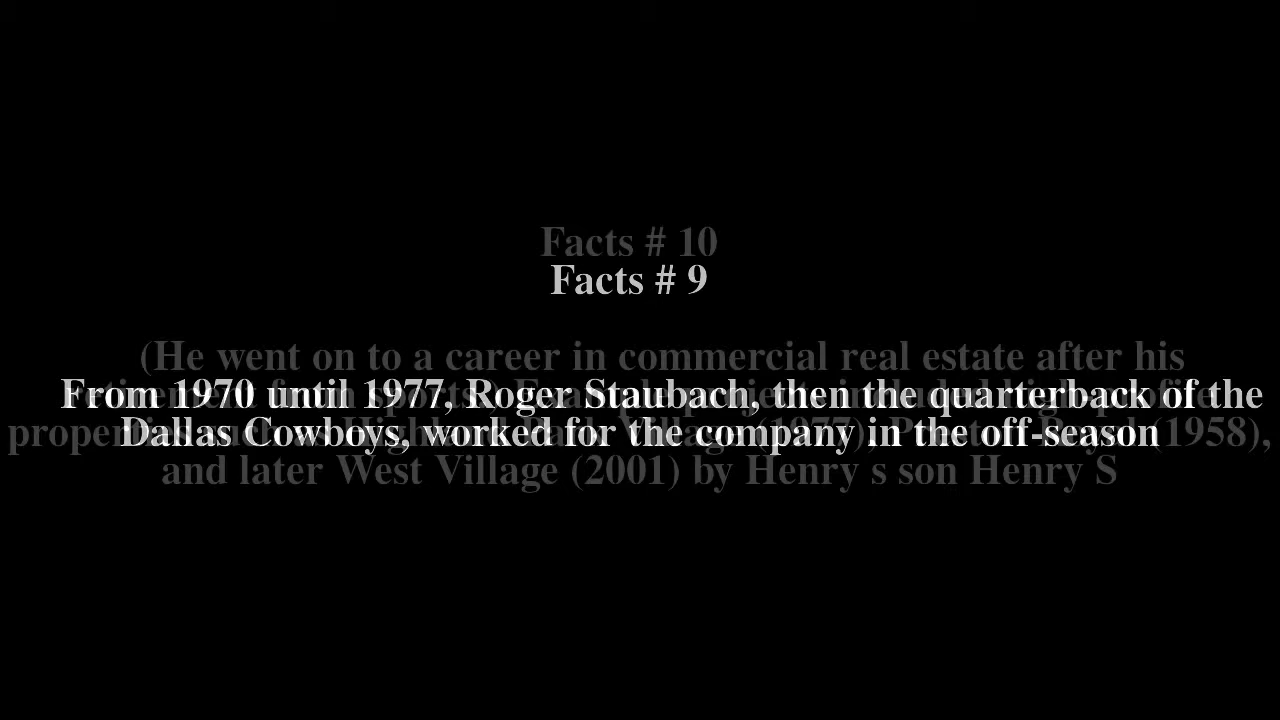 Facts # 10
Facts # 9
(He went on to a career in commercial real estate after his
From 1970 until 1977, Roger Staubach, then the quarterback of the
Dallas Cowboys, worked for the company in the off-season
(1977), (1958),
and later West Village (2001) by Henry s son Henry S